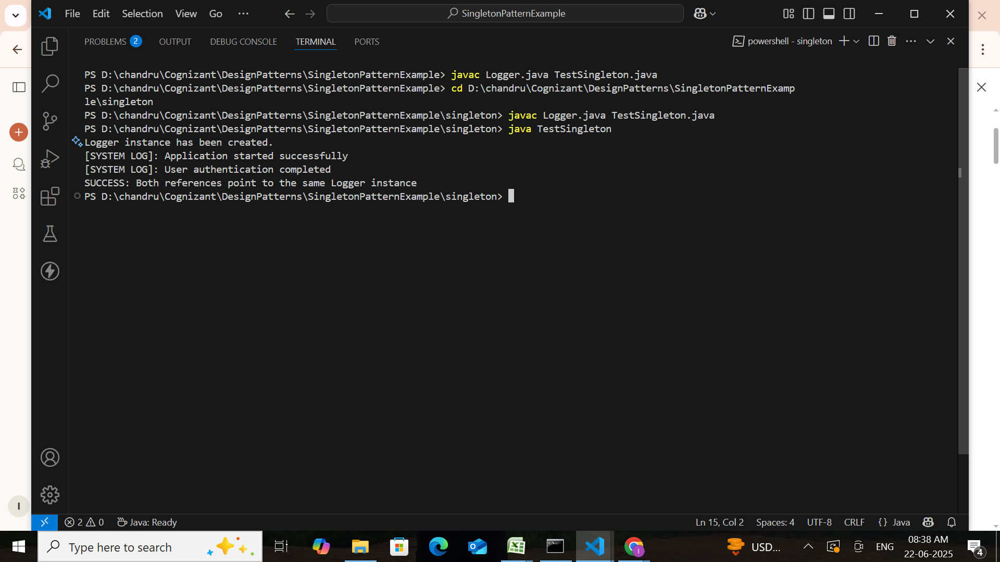 File Edit Selection View Go ···
SingletonPatternExample
PROBLEMS 2 OUTPUT DEBUG CONSOLE TERMINAL PORTS
powershell - singleton
PS D:\chandru\Cognizant\DesignPatterns\SingletonPatternExample> javac Logger.java TestSingleton.java
PS D:\chandru\Cognizant\DesignPatterns\SingletonPatternExample> cd D:\chandru\Cognizant\DesignPatterns\SingletonPatternExamp
le\singleton
PS D:\chandru\Cognizant\DesignPatterns\SingletonPatternExample\singleton> javac Logger.java TestSingleton.java
PS D:\chandru\Cognizant\DesignPatterns\SingletonPatternExample\singleton> java TestSingleton
Logger instance has been created.
[SYSTEM LOG]: Application started successfully
[SYSTEM LOG]: User authentication completed
SUCCESS: Both references point to the same Logger instance
PS D:\chandru\Cognizant\DesignPatterns\SingletonPatternExample\singleton>
I
2 0 Java: Ready
Ln 15, Col 2 Spaces: 4 UTF-8 CRLF {} Java
Type here to search
USD...
ENG
08:38 AM
22-06-2025
4